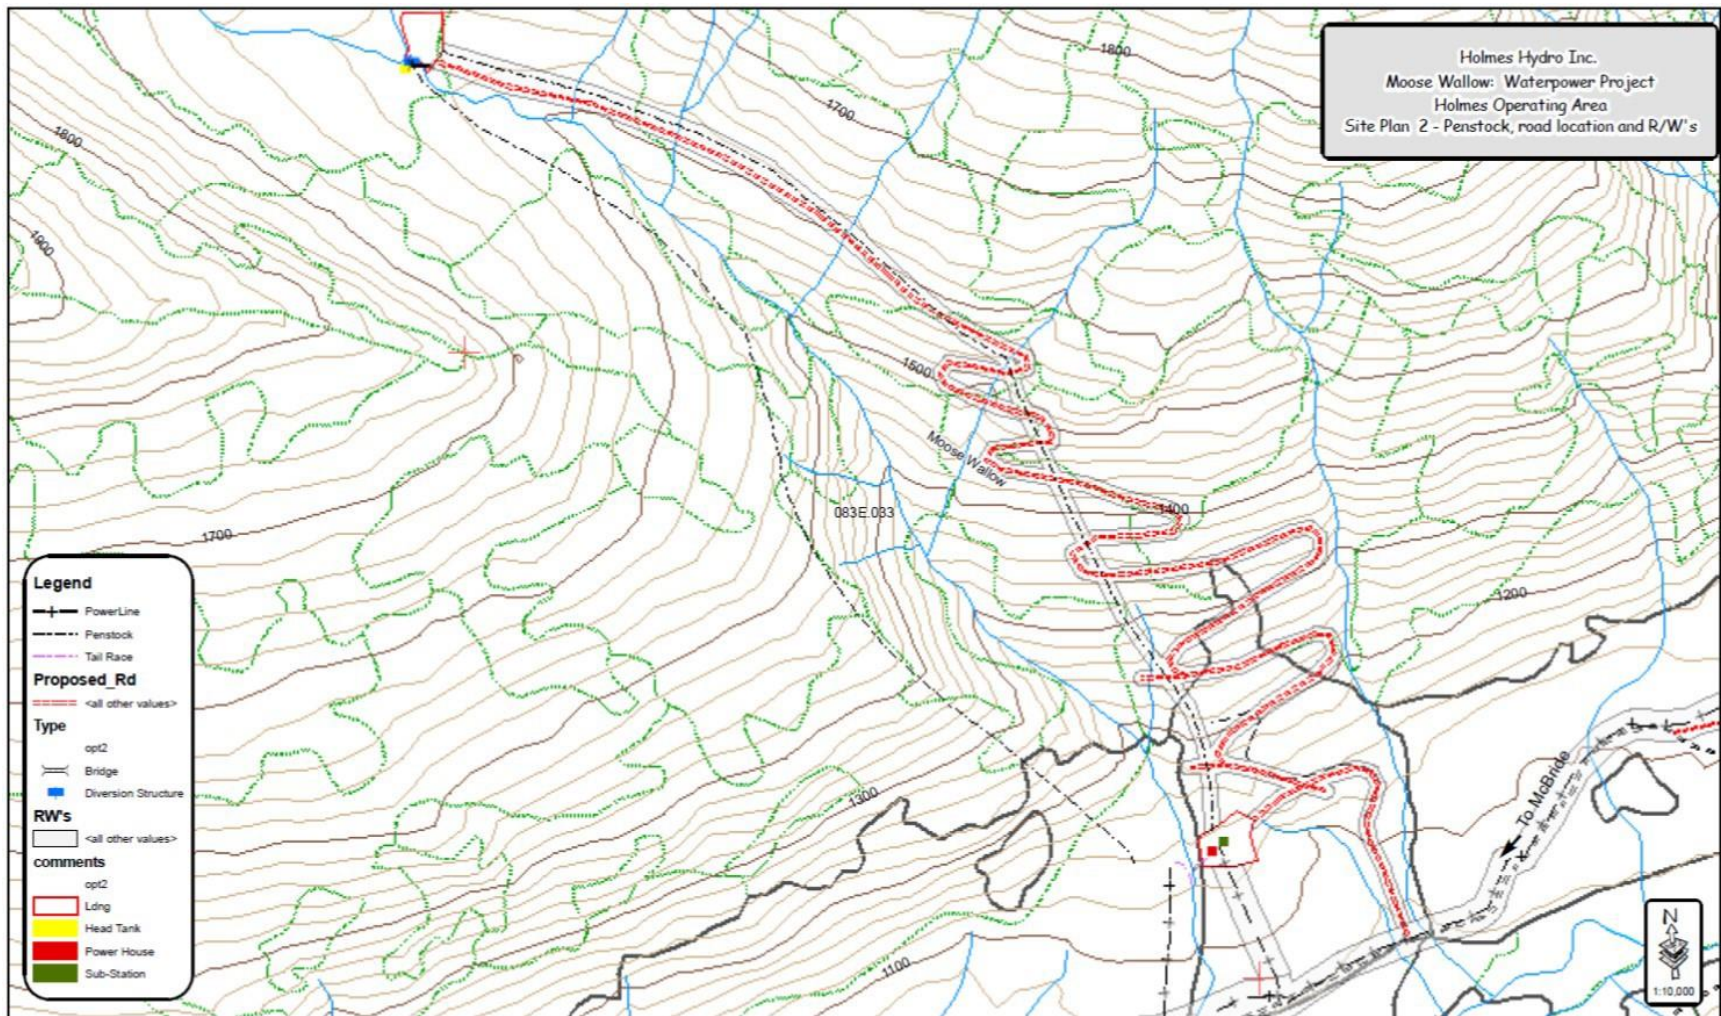 Holmes Hydro Inc.
Moose Wallow: Waterpower Project
Holmes Operating Area
Site Plan 2 - Penstock, road location and R/W's
1800
1700
1800
1900
1500
Moose Wallow
083E.033
1400
1700
1200
1300
To McBride
1100
Legend
PowerLine
Penstock
Tail Race
Proposed_Rd
<all other values>
Type
opt2
Bridge
Diversion Structure
RW's
<all other values>
comments
opt2
Ldng
Head Tank
Power House
Sub-Station
N
1:10,000